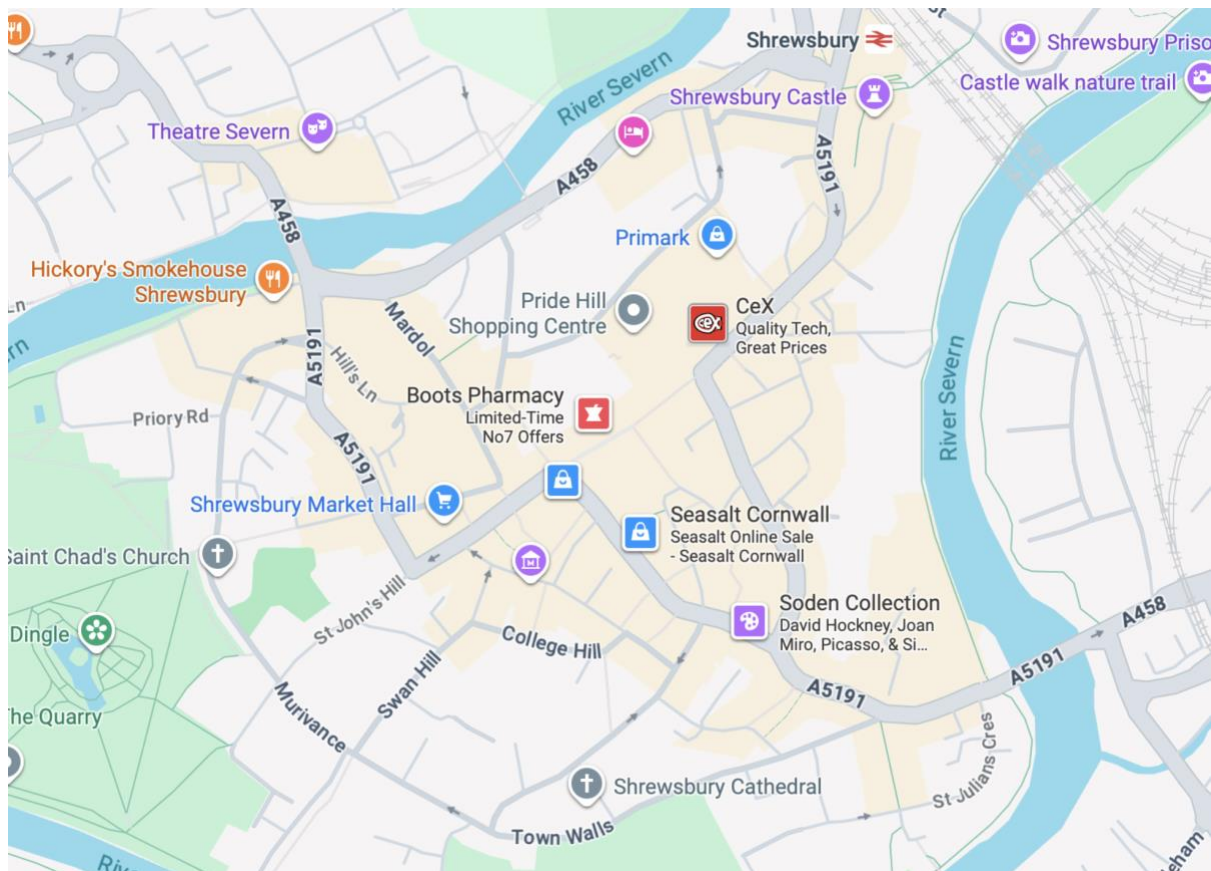 Shrewsbury
Shrewsbury Priso
Castle walk nature trail
River Severn
Shrewsbury Castle
Theatre Severn
A458
A5191
A458
Primark
Hickory's Smokehouse
Shrewsbury
Pride Hill
Shopping Centre
CeX
Quality Tech,
Great Prices
Mardol
Hill's Ln
A5191
River Severn
Boots Pharmacy
Limited-Time
No7 Offers
Priory Rd
A5191
Shrewsbury Market Hall
Seasalt Cornwall
Seasalt Online Sale
- Seasalt Cornwall
Saint Chad's Church
St John's Hill
Soden Collection
David Hockney, Joan
Miro, Picasso, & Si...
A458
Dingle
College Hill
Swan Hill
A5191
A5191
The Quarry
Murivance
St Julians Cres
Shrewsbury Cathedral
Town Walls